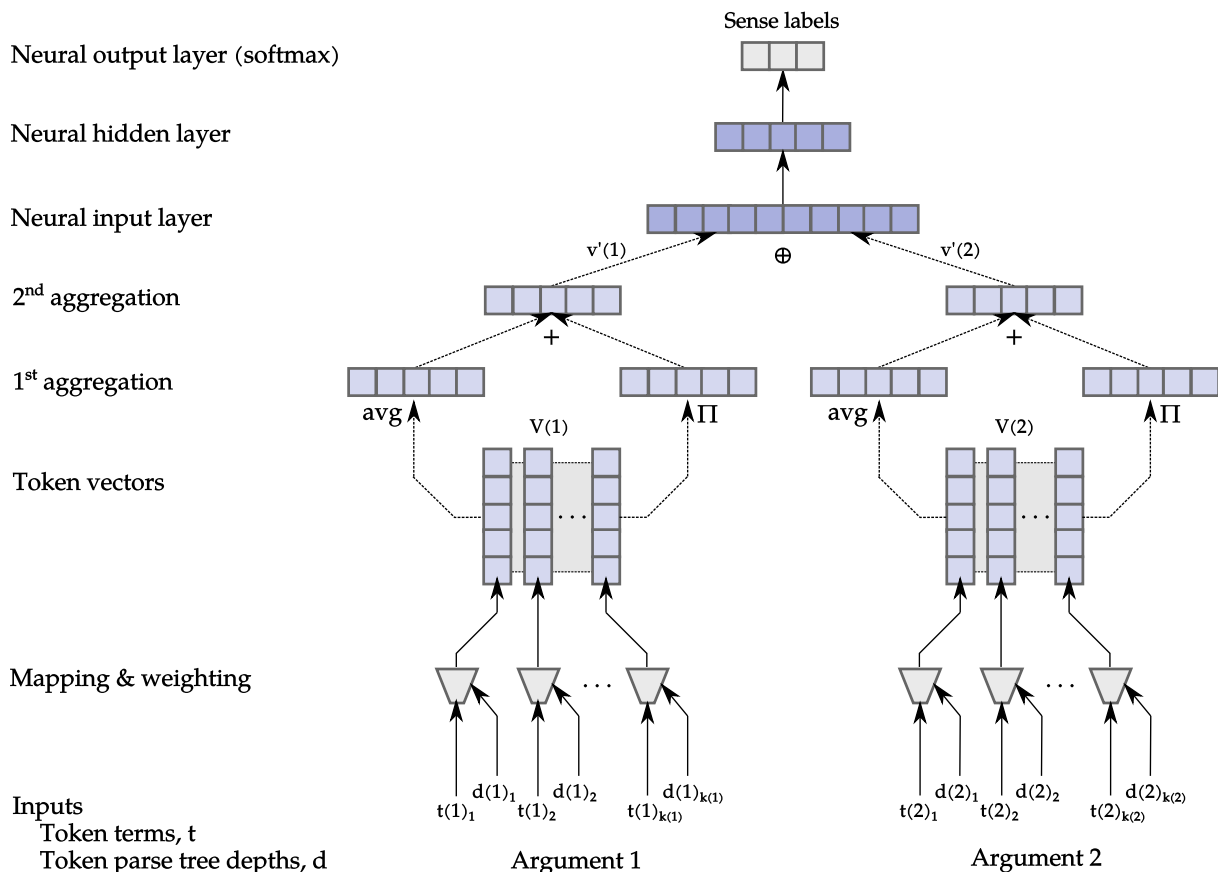 Sense labels
Neural output layer (softmax)
Neural hidden layer
Neural input layer
v'(1) ⊕ v'(2)
2nd aggregation
+ +
1st aggregation
avg Π avg Π
V(1) V(2)
Token vectors
... ...
Mapping & weighting
... ...
d(1)1 d(1)2 d(1)k(1) d(2)1 d(2)2 d(2)k(2)
Inputs t(1)1 t(1)2 t(1)k(1) t(2)1 t(2)2 t(2)k(2)
Token terms, t
Token parse tree depths, d Argument 1 Argument 2